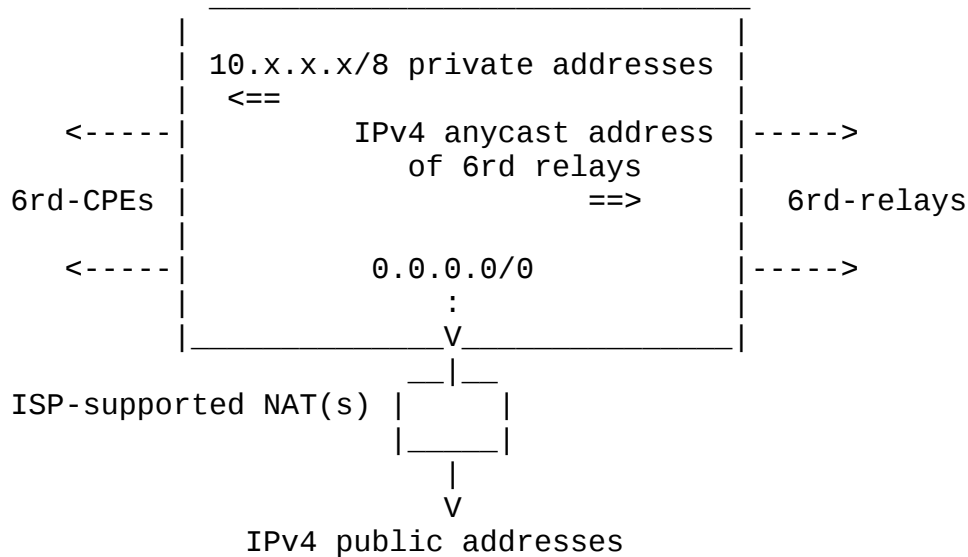 10.x.x.x/8 private addresses
<==
<----- IPv4 anycast address ----->
of 6rd relays
6rd-CPEs ==> 6rd-relays
<----- 0.0.0.0/0 ----->
:
V
ISP-supported NAT(s)
V
IPv4 public addresses